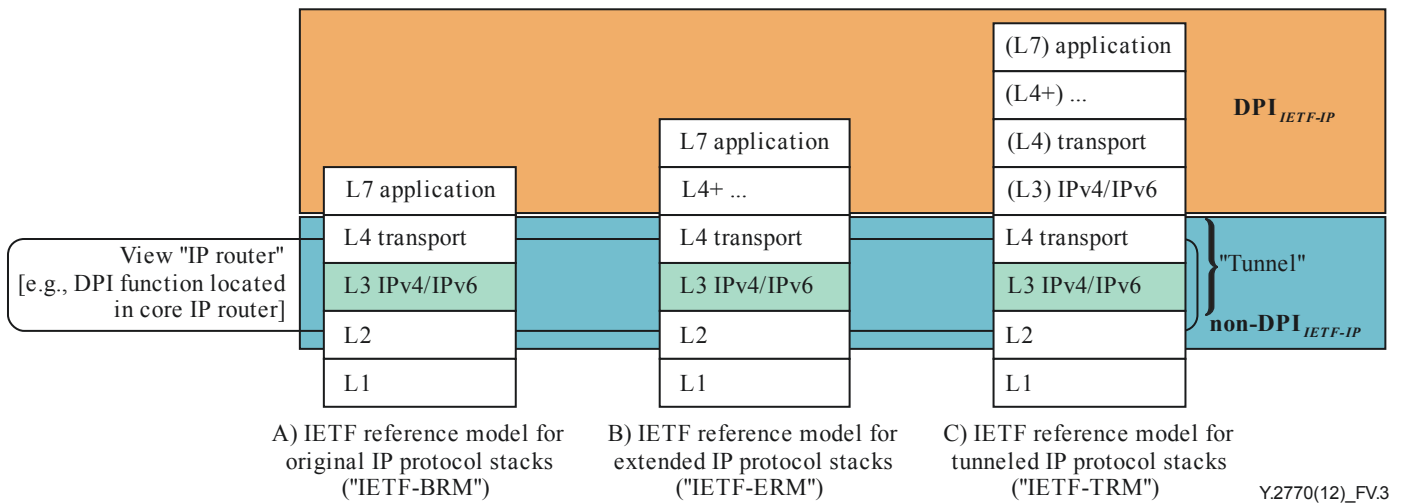 (L7) application
(L4+) ...
(L4) transport
(L3) IPv4/IPv6
L4 transport
L3 IPv4/IPv6
L2
L1
DPI IETF-IP
L7 application
L4+ ...
L4 transport
L3 IPv4/IPv6
L2
L1
L7 application
L4 transport
L3 IPv4/IPv6
L2
L1
View "IP router"
[e.g., DPI function located
in core IP router]
"Tunnel"
non-DPI IETF-IP
A) IETF reference model for
original IP protocol stacks
("IETF-BRM")
B) IETF reference model for
extended IP protocol stacks
("IETF-ERM")
C) IETF reference model for
tunneled IP protocol stacks
("IETF-TRM")
Y.2770(12)_FV.3